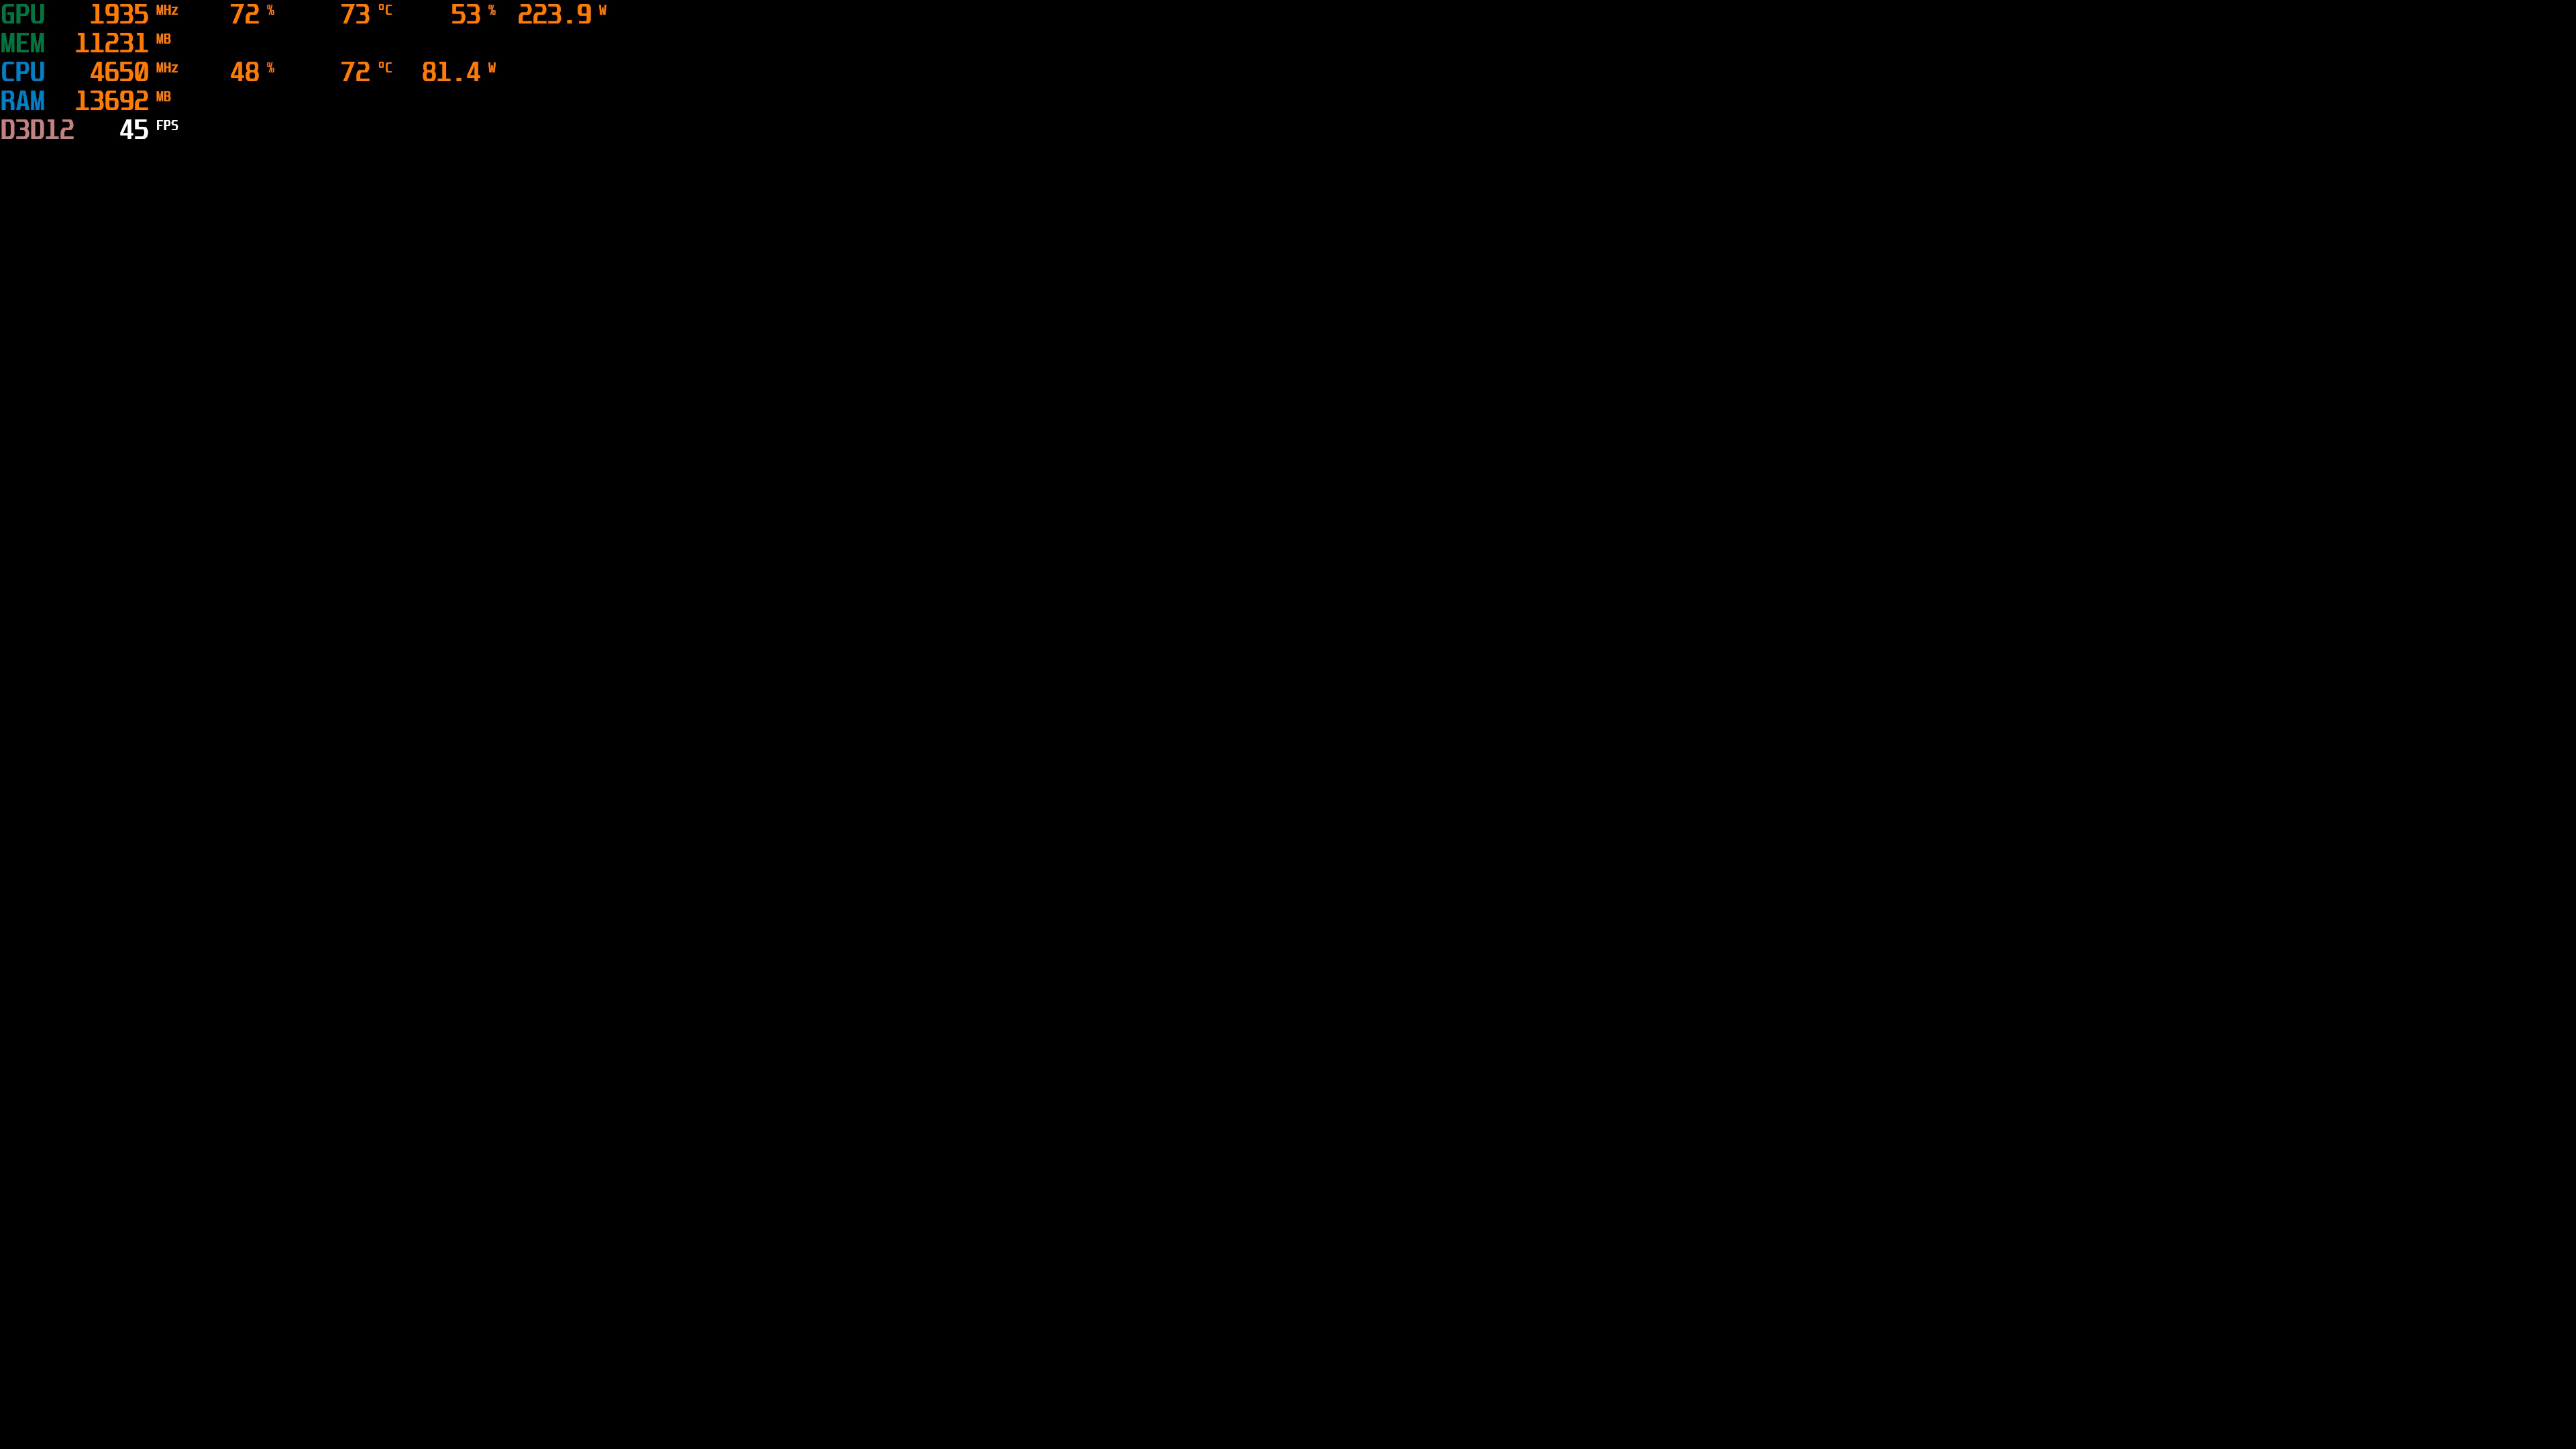 GPU 1935 MHz 72 % 73 °C 53 % 223.9 W
MEM 11231 MB
CPU 4650 MHz 48 % 72 °C 81.4 W
RAM 13692 MB
D3D12 45 FPS